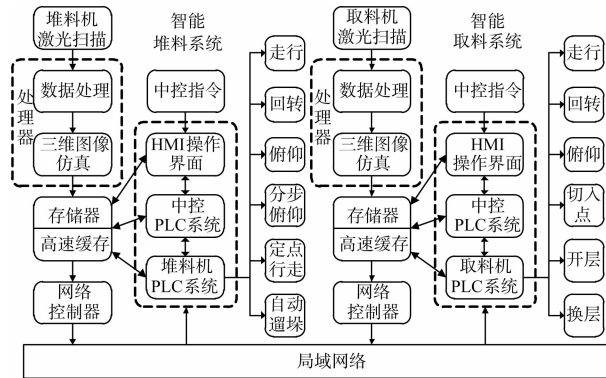 堆料机
激光扫描
处理器
数据处理
三维图像
仿真
存储器
高速缓存
网络
控制器
智能
堆料系统
中控指令
HMI操作
界面
中控
PLC系统
堆料机
PLC系统
走行
回转
俯仰
分步
俯仰
定点
行走
自动
遛垛
取料机
激光扫描
处理器
数据处理
三维图像
仿真
存储器
高速缓存
网络
控制器
智能
取料系统
中控指令
HMI
操作界面
中控
PLC系统
取料机
PLC系统
走行
回转
俯仰
切入
点
开层
换层
局域网络